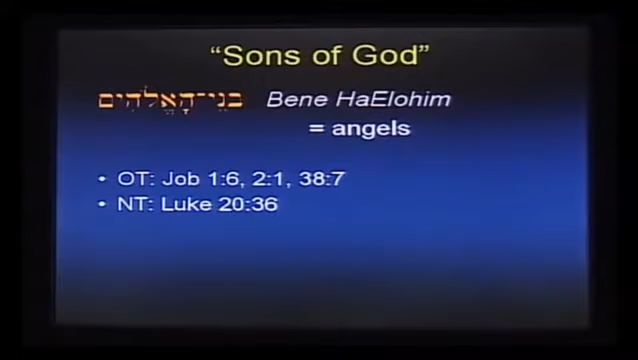 “Sons of God”
בְּנֵי־הָאֱלֹהִים Bene HaElohim
= angels
• OT: Job 1:6, 2:1, 38:7
• NT: Luke 20:36